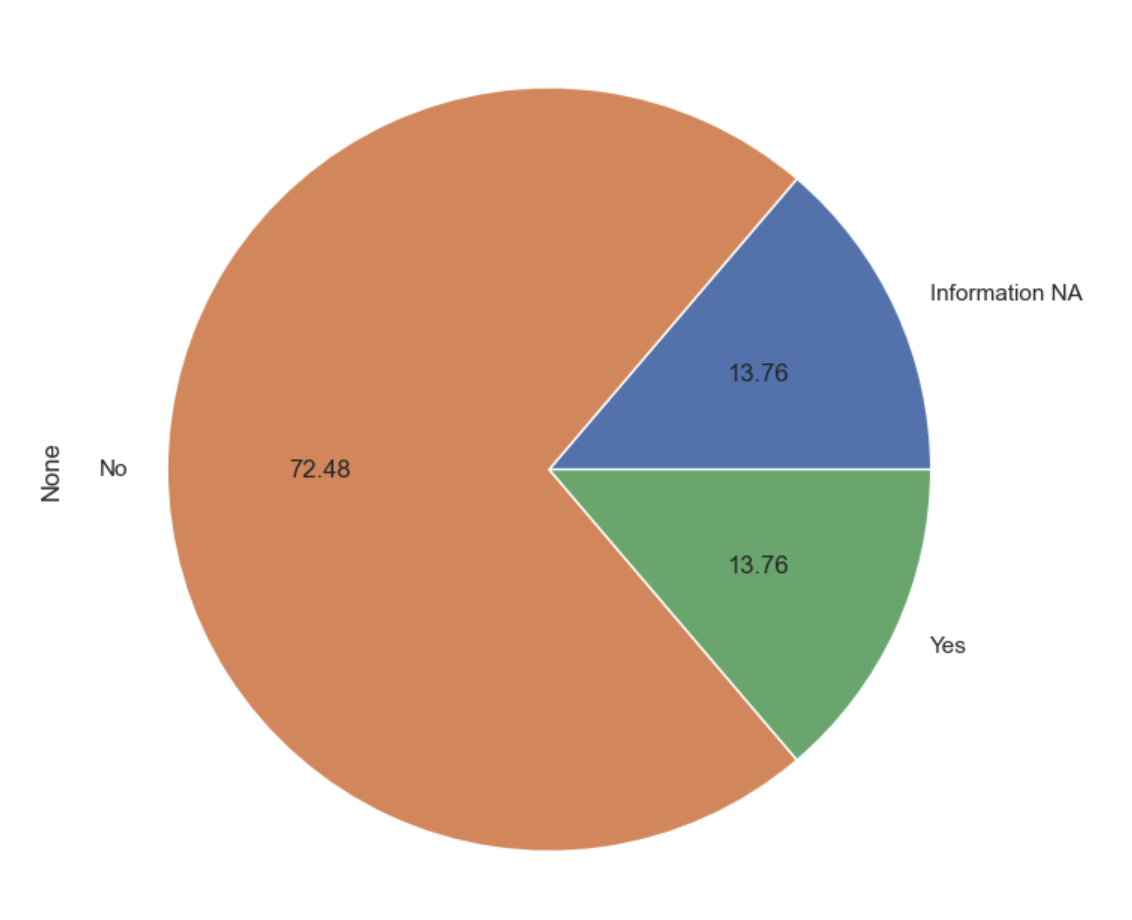 Information NA
13.76
None
No
72.48
13.76
Yes